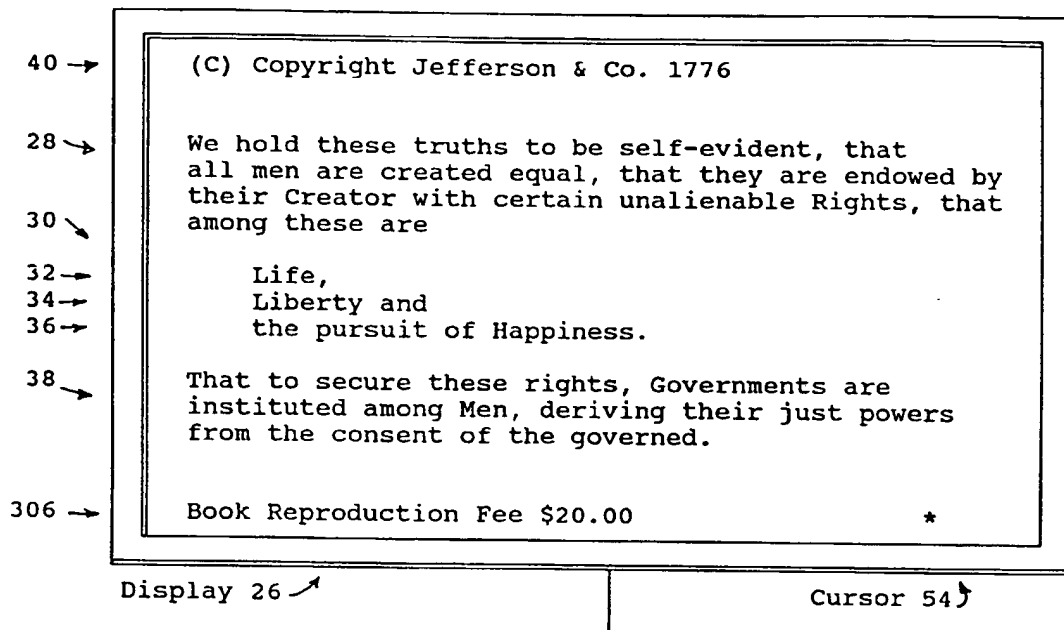 40 (C) Copyright Jefferson & Co. 1776
28 We hold these truths to be self-evident, that
all men are created equal, that they are endowed by
their Creator with certain unalienable Rights, that
30 among these are
32 Life,
34 Liberty and
36 the pursuit of Happiness.
38 That to secure these rights, Governments are
instituted among Men, deriving their just powers
from the consent of the governed.
306 Book Reproduction Fee $20.00 *
Display 26 Cursor 54